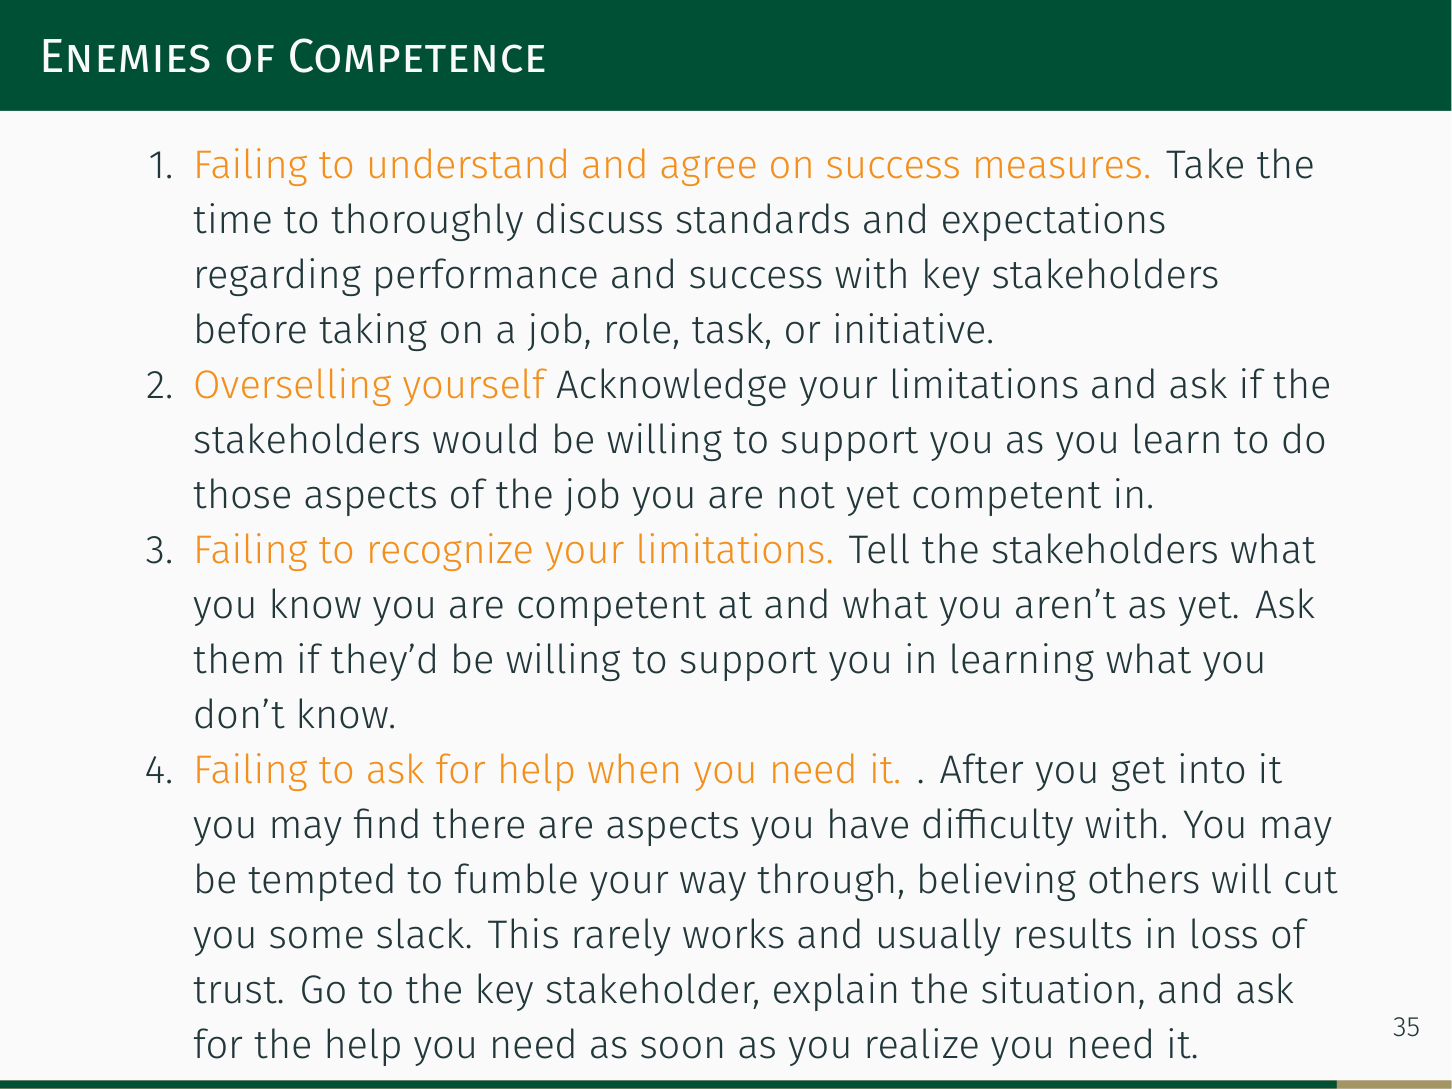 Enemies of Competence
1. Failing to understand and agree on success measures. Take the
time to thoroughly discuss standards and expectations
regarding performance and success with key stakeholders
before taking on a job, role, task, or initiative.
2. Overselling yourself Acknowledge your limitations and ask if the
stakeholders would be willing to support you as you learn to do
those aspects of the job you are not yet competent in.
3. Failing to recognize your limitations. Tell the stakeholders what
you know you are competent at and what you aren’t as yet. Ask
them if they’d be willing to support you in learning what you
don’t know.
4. Failing to ask for help when you need it. . After you get into it
you may find there are aspects you have difficulty with. You may
be tempted to fumble your way through, believing others will cut
you some slack. This rarely works and usually results in loss of
trust. Go to the key stakeholder, explain the situation, and ask
for the help you need as soon as you realize you need it.
35